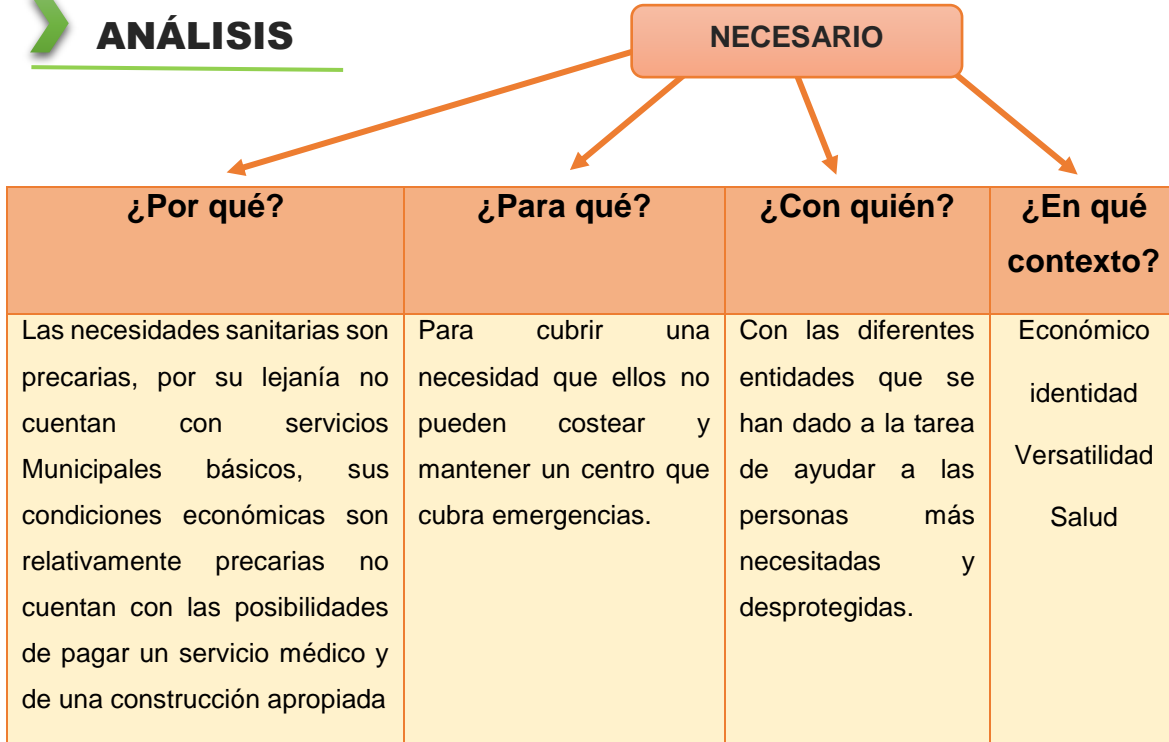 ANÁLISIS
NECESARIO
¿Por qué?
¿Para qué?
¿Con quién?
¿En qué
contexto?
Las necesidades sanitarias son
precarias, por su lejanía no
cuentan con servicios
Municipales básicos, sus
condiciones económicas son
relativamente precarias no
cuentan con las posibilidades
de pagar un servicio médico y
de una construcción apropiada
Para cubrir una
necesidad que ellos no
pueden costear y
mantener un centro que
cubra emergencias.
Con las diferentes
entidades que se
han dado a la tarea
de ayudar a las
personas más
necesitadas y
desprotegidas.
Económico
identidad
Versatilidad
Salud